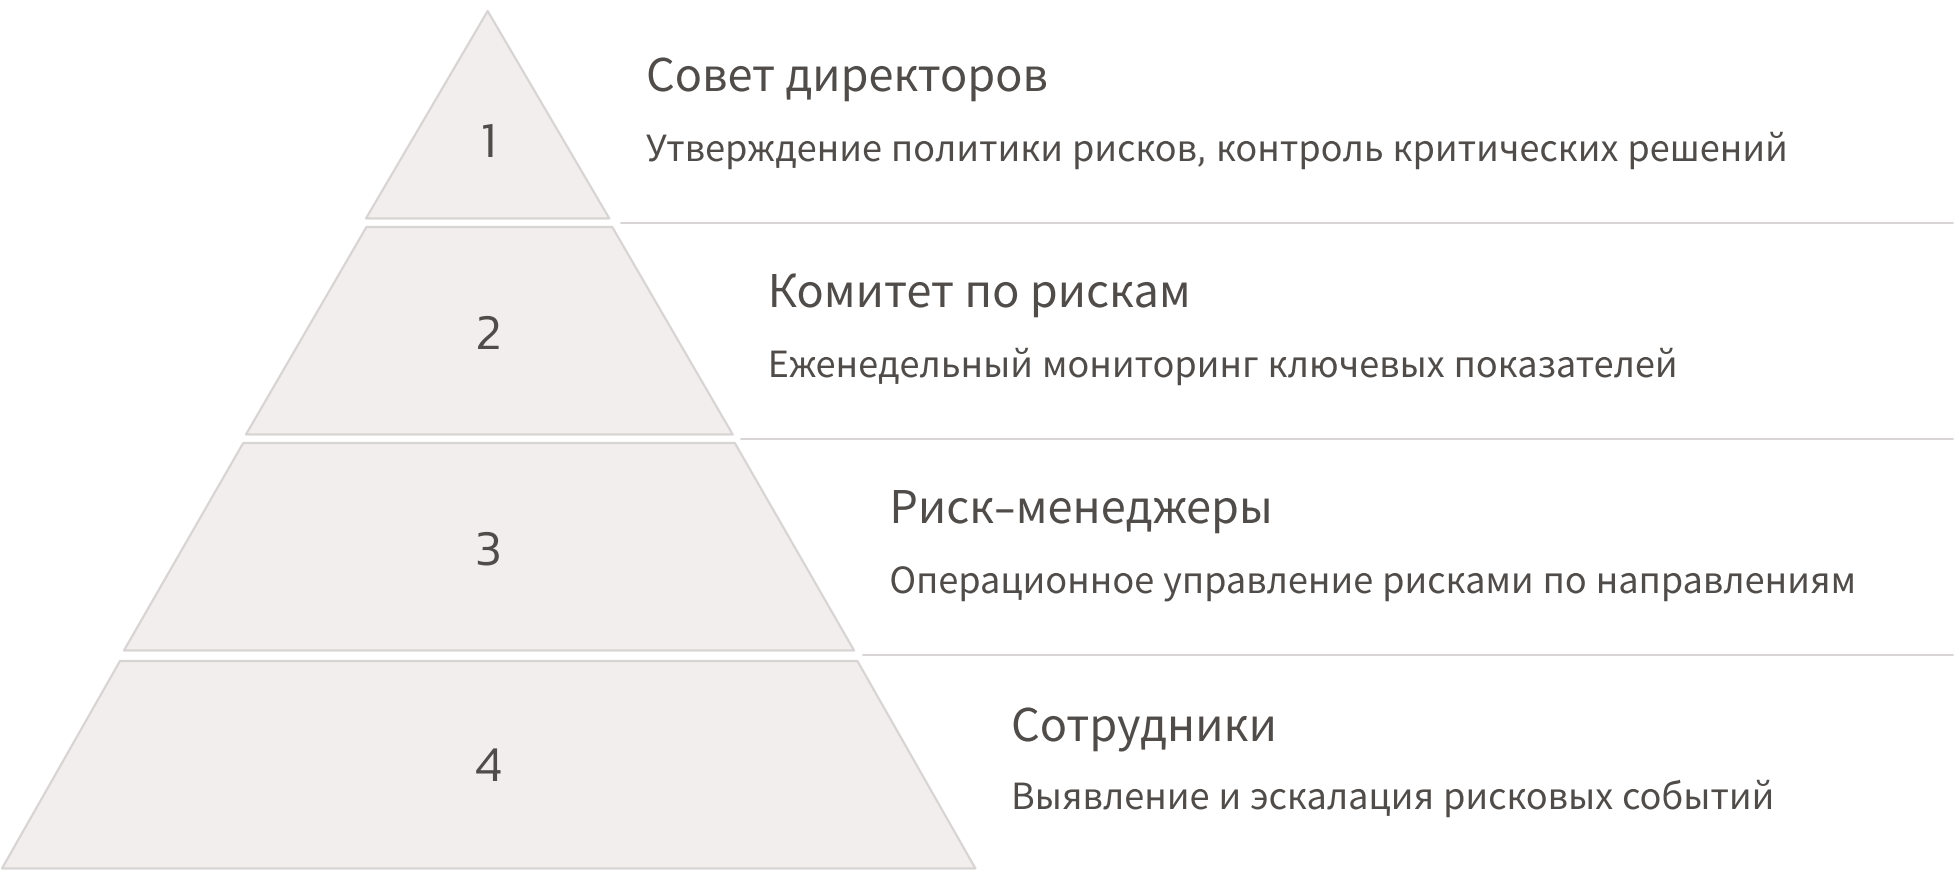 1
Совет директоров
Утверждение политики рисков, контроль критических решений
2
Комитет по рискам
Еженедельный мониторинг ключевых показателей
3
Риск–менеджеры
Операционное управление рисками по направлениям
4
Сотрудники
Выявление и эскалация рисковых событий